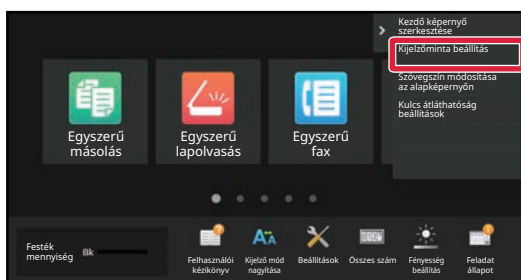 Kezdő képernyő
szerkesztése
Kijelzőminta beállítás
Szövegszín módosítása
az alapképernyőn
Kulcs átláthatóság
beállítások
Egyszerű
másolás
Egyszerű
lapolvasás
Egyszerű
fax
Festék
mennyiség
Bk
Felhasználói
kézikönyv
Kijelző mód
nagyítása
Beállítások
Összes szám
Fényesség
beállítás
Feladat
állapot